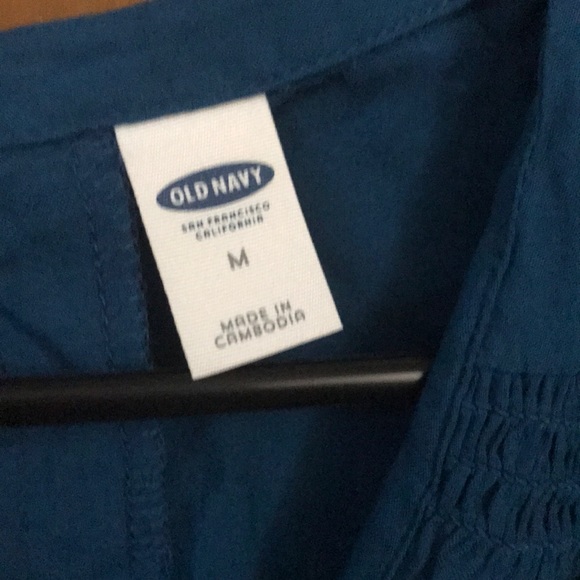 OLD NAVY
SAN FRANCISCO
CALIFORNIA
M
MADE IN
CAMBODIA